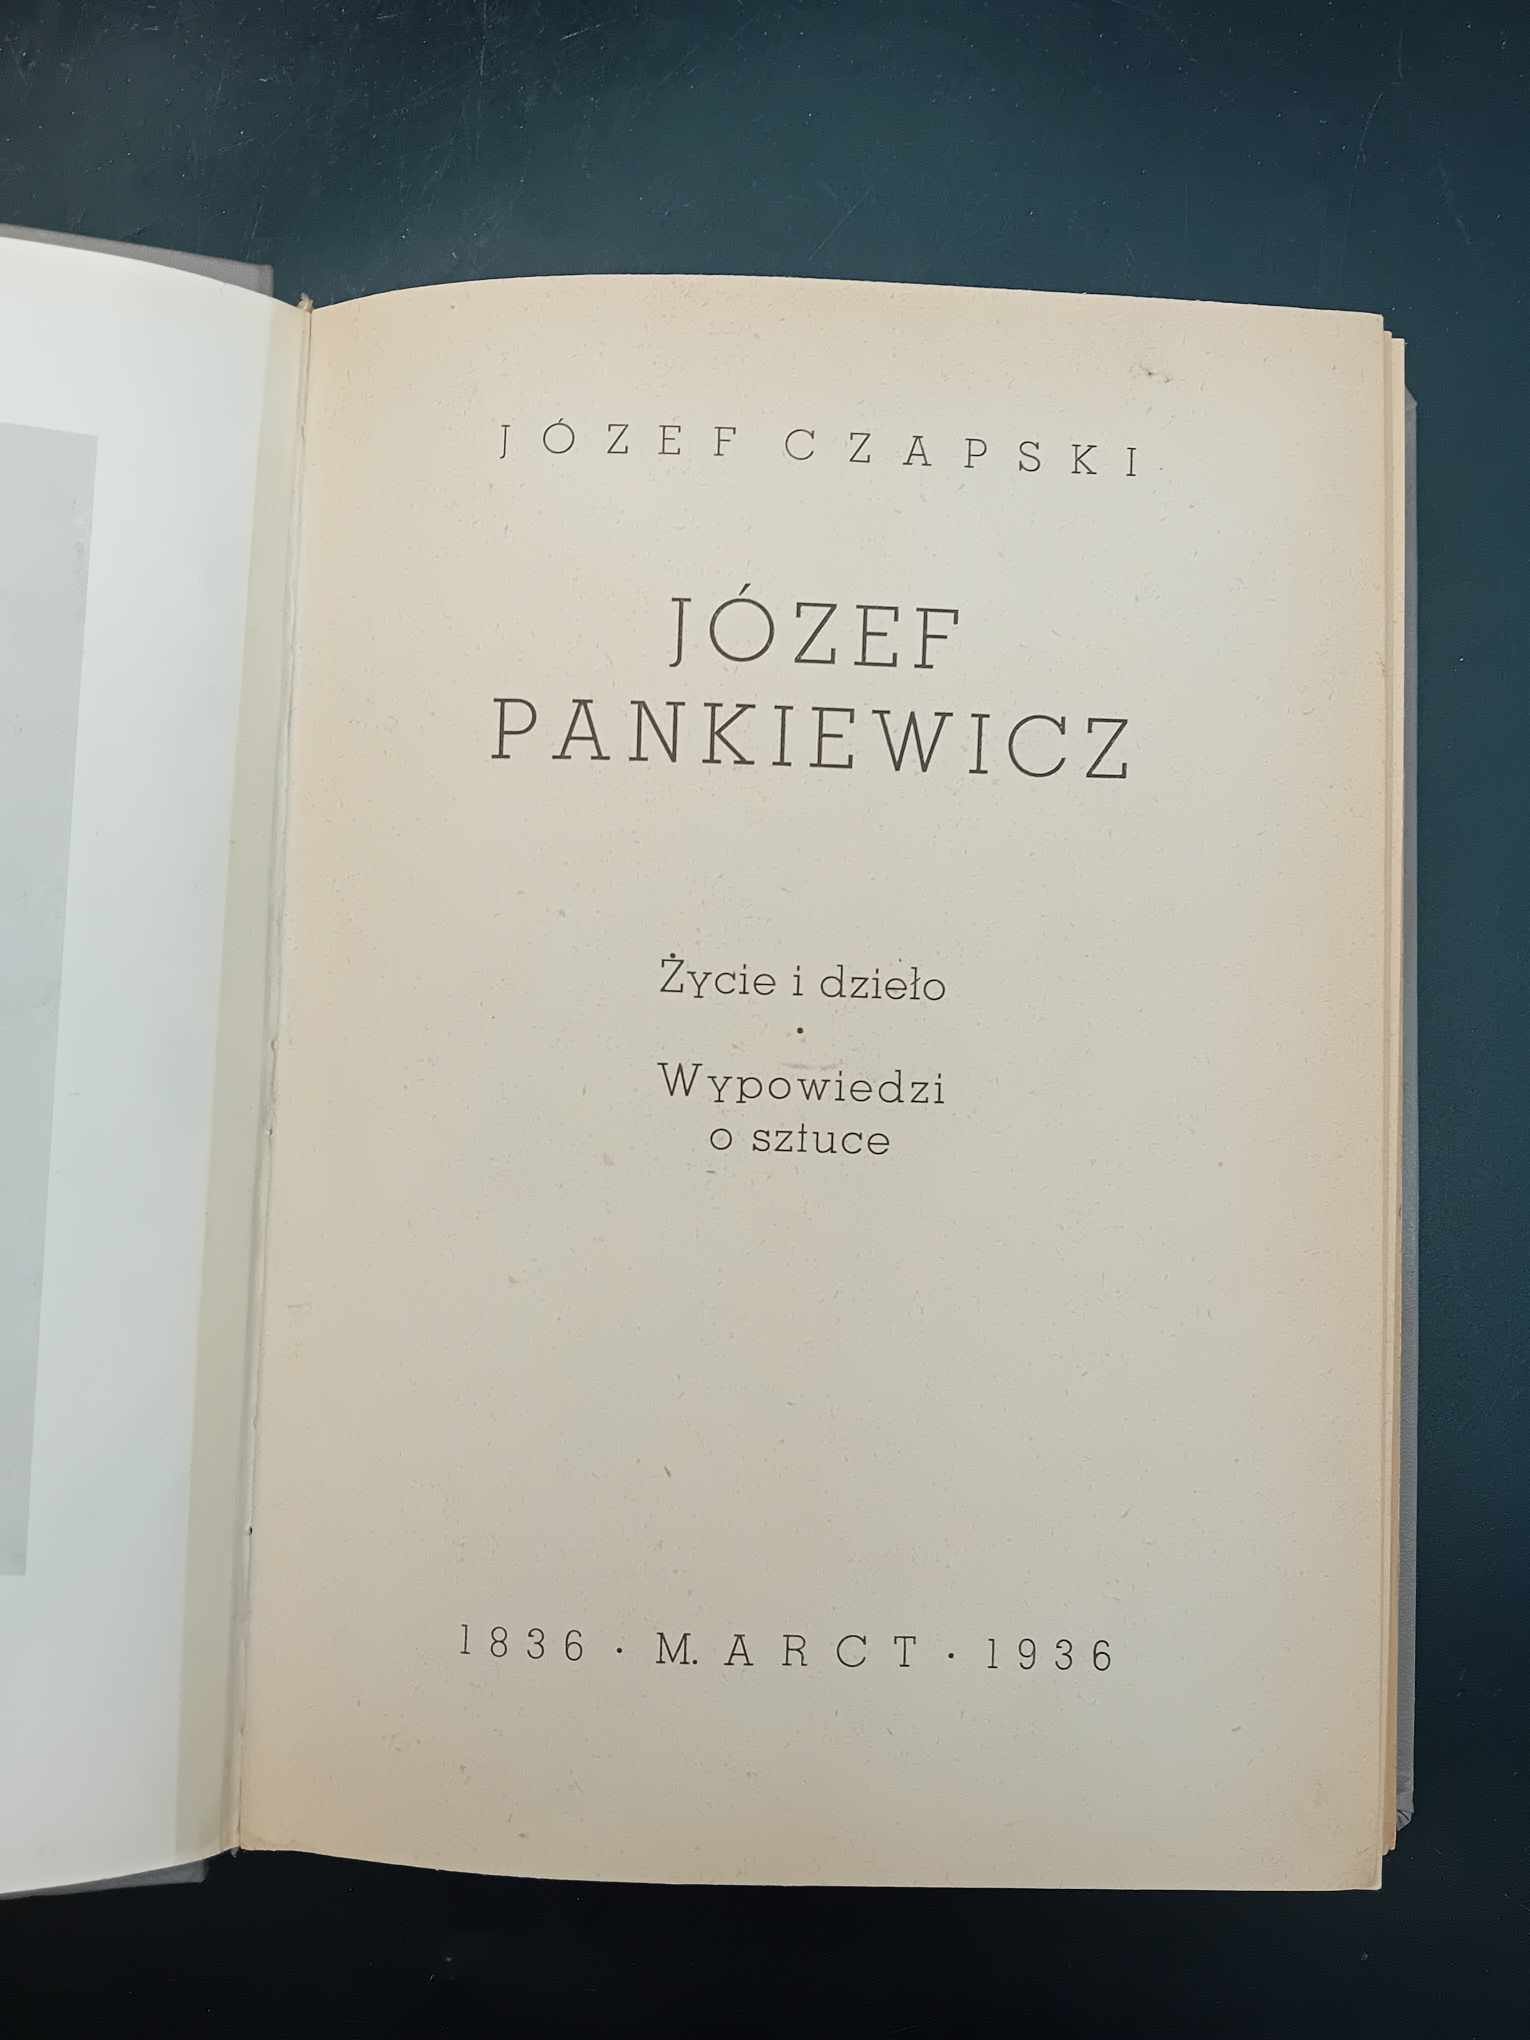 JÓZEF CZAPSKI
JÓZEF
PANKIEWICZ
Życie i dzieło
•
Wypowiedzi
o sztuce
1836 • M. ARCT • 1936